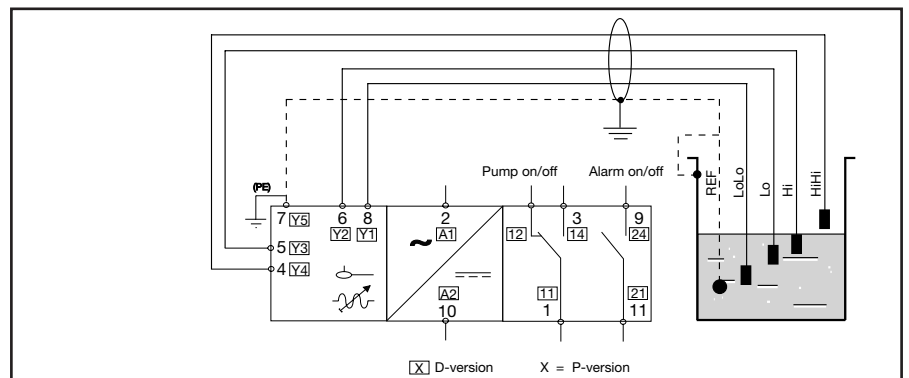 Pump on/off
Alarm on/off
REF
LoLo
Lo
Hi
HiHi
(PE)
7 Y5
6
8
2
3
9
Y2
Y1
A1
12
14
24
5 Y3
4 Y4
~
A2
11
21
10
1
11
X D-version X = P-version